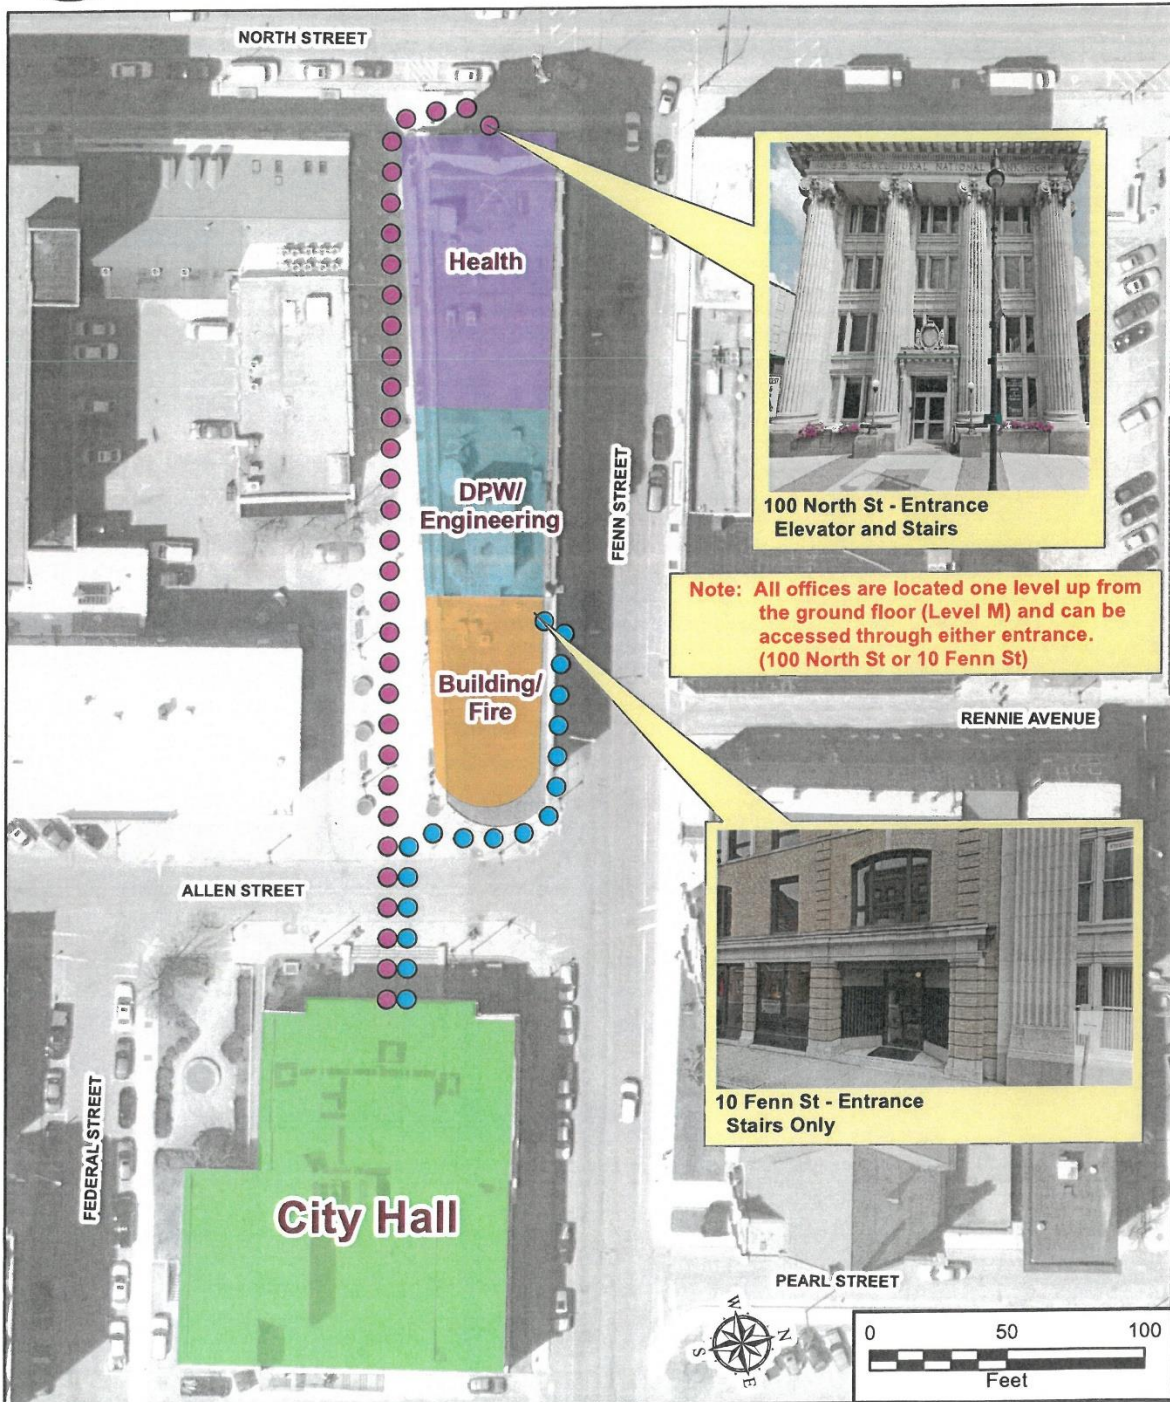 NORTH STREET
Health
DPW/
Engineering
FENN STREET
100 North St - Entrance
Elevator and Stairs
Note: All offices are located one level up from
the ground floor (Level M) and can be
accessed through either entrance.
(100 North St or 10 Fenn St)
Building/
Fire
RENNIE AVENUE
ALLEN STREET
10 Fenn St - Entrance
Stairs Only
FEDERAL STREET
City Hall
PEARL STREET
W
N
S
E
0 50 100
Feet